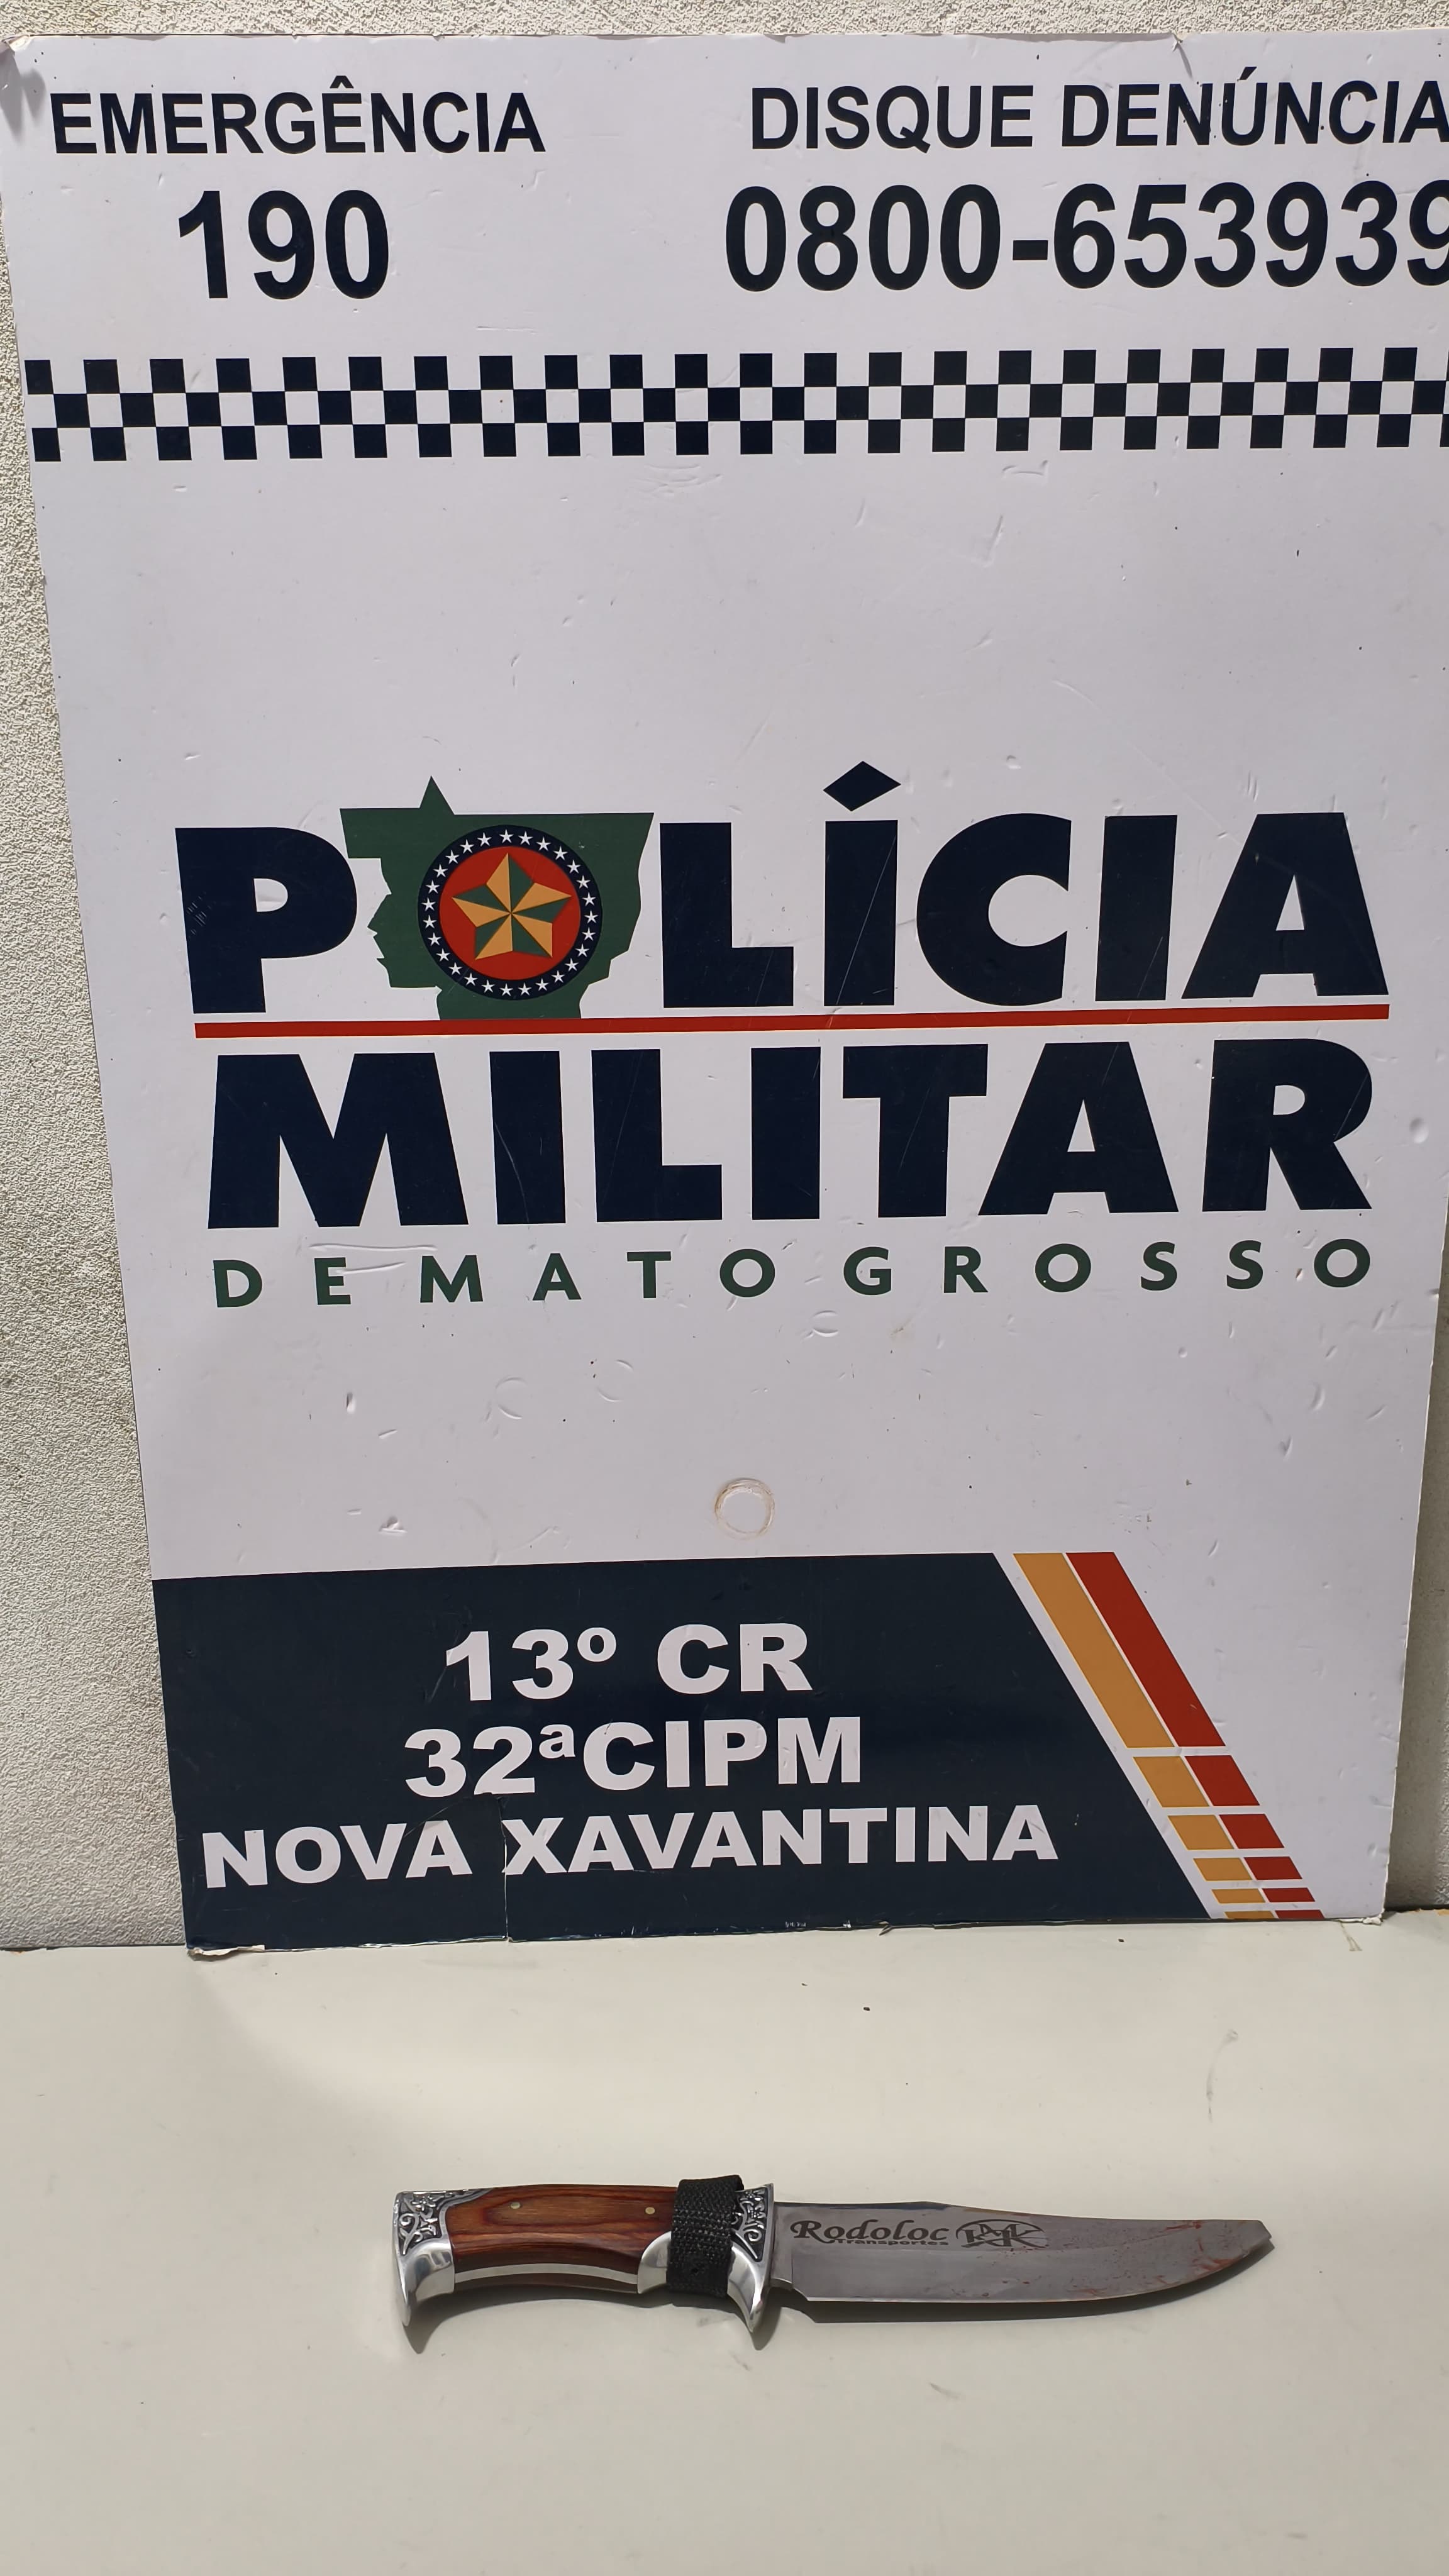 EMERGÊNCIA
190
DISQUE DENÚNCIA
0800-653939
POLÍCIA
MILITAR
DE MATO GROSSO
13º CR
32ªCIPM
NOVA XAVANTINA
Rodoloc
Transportes